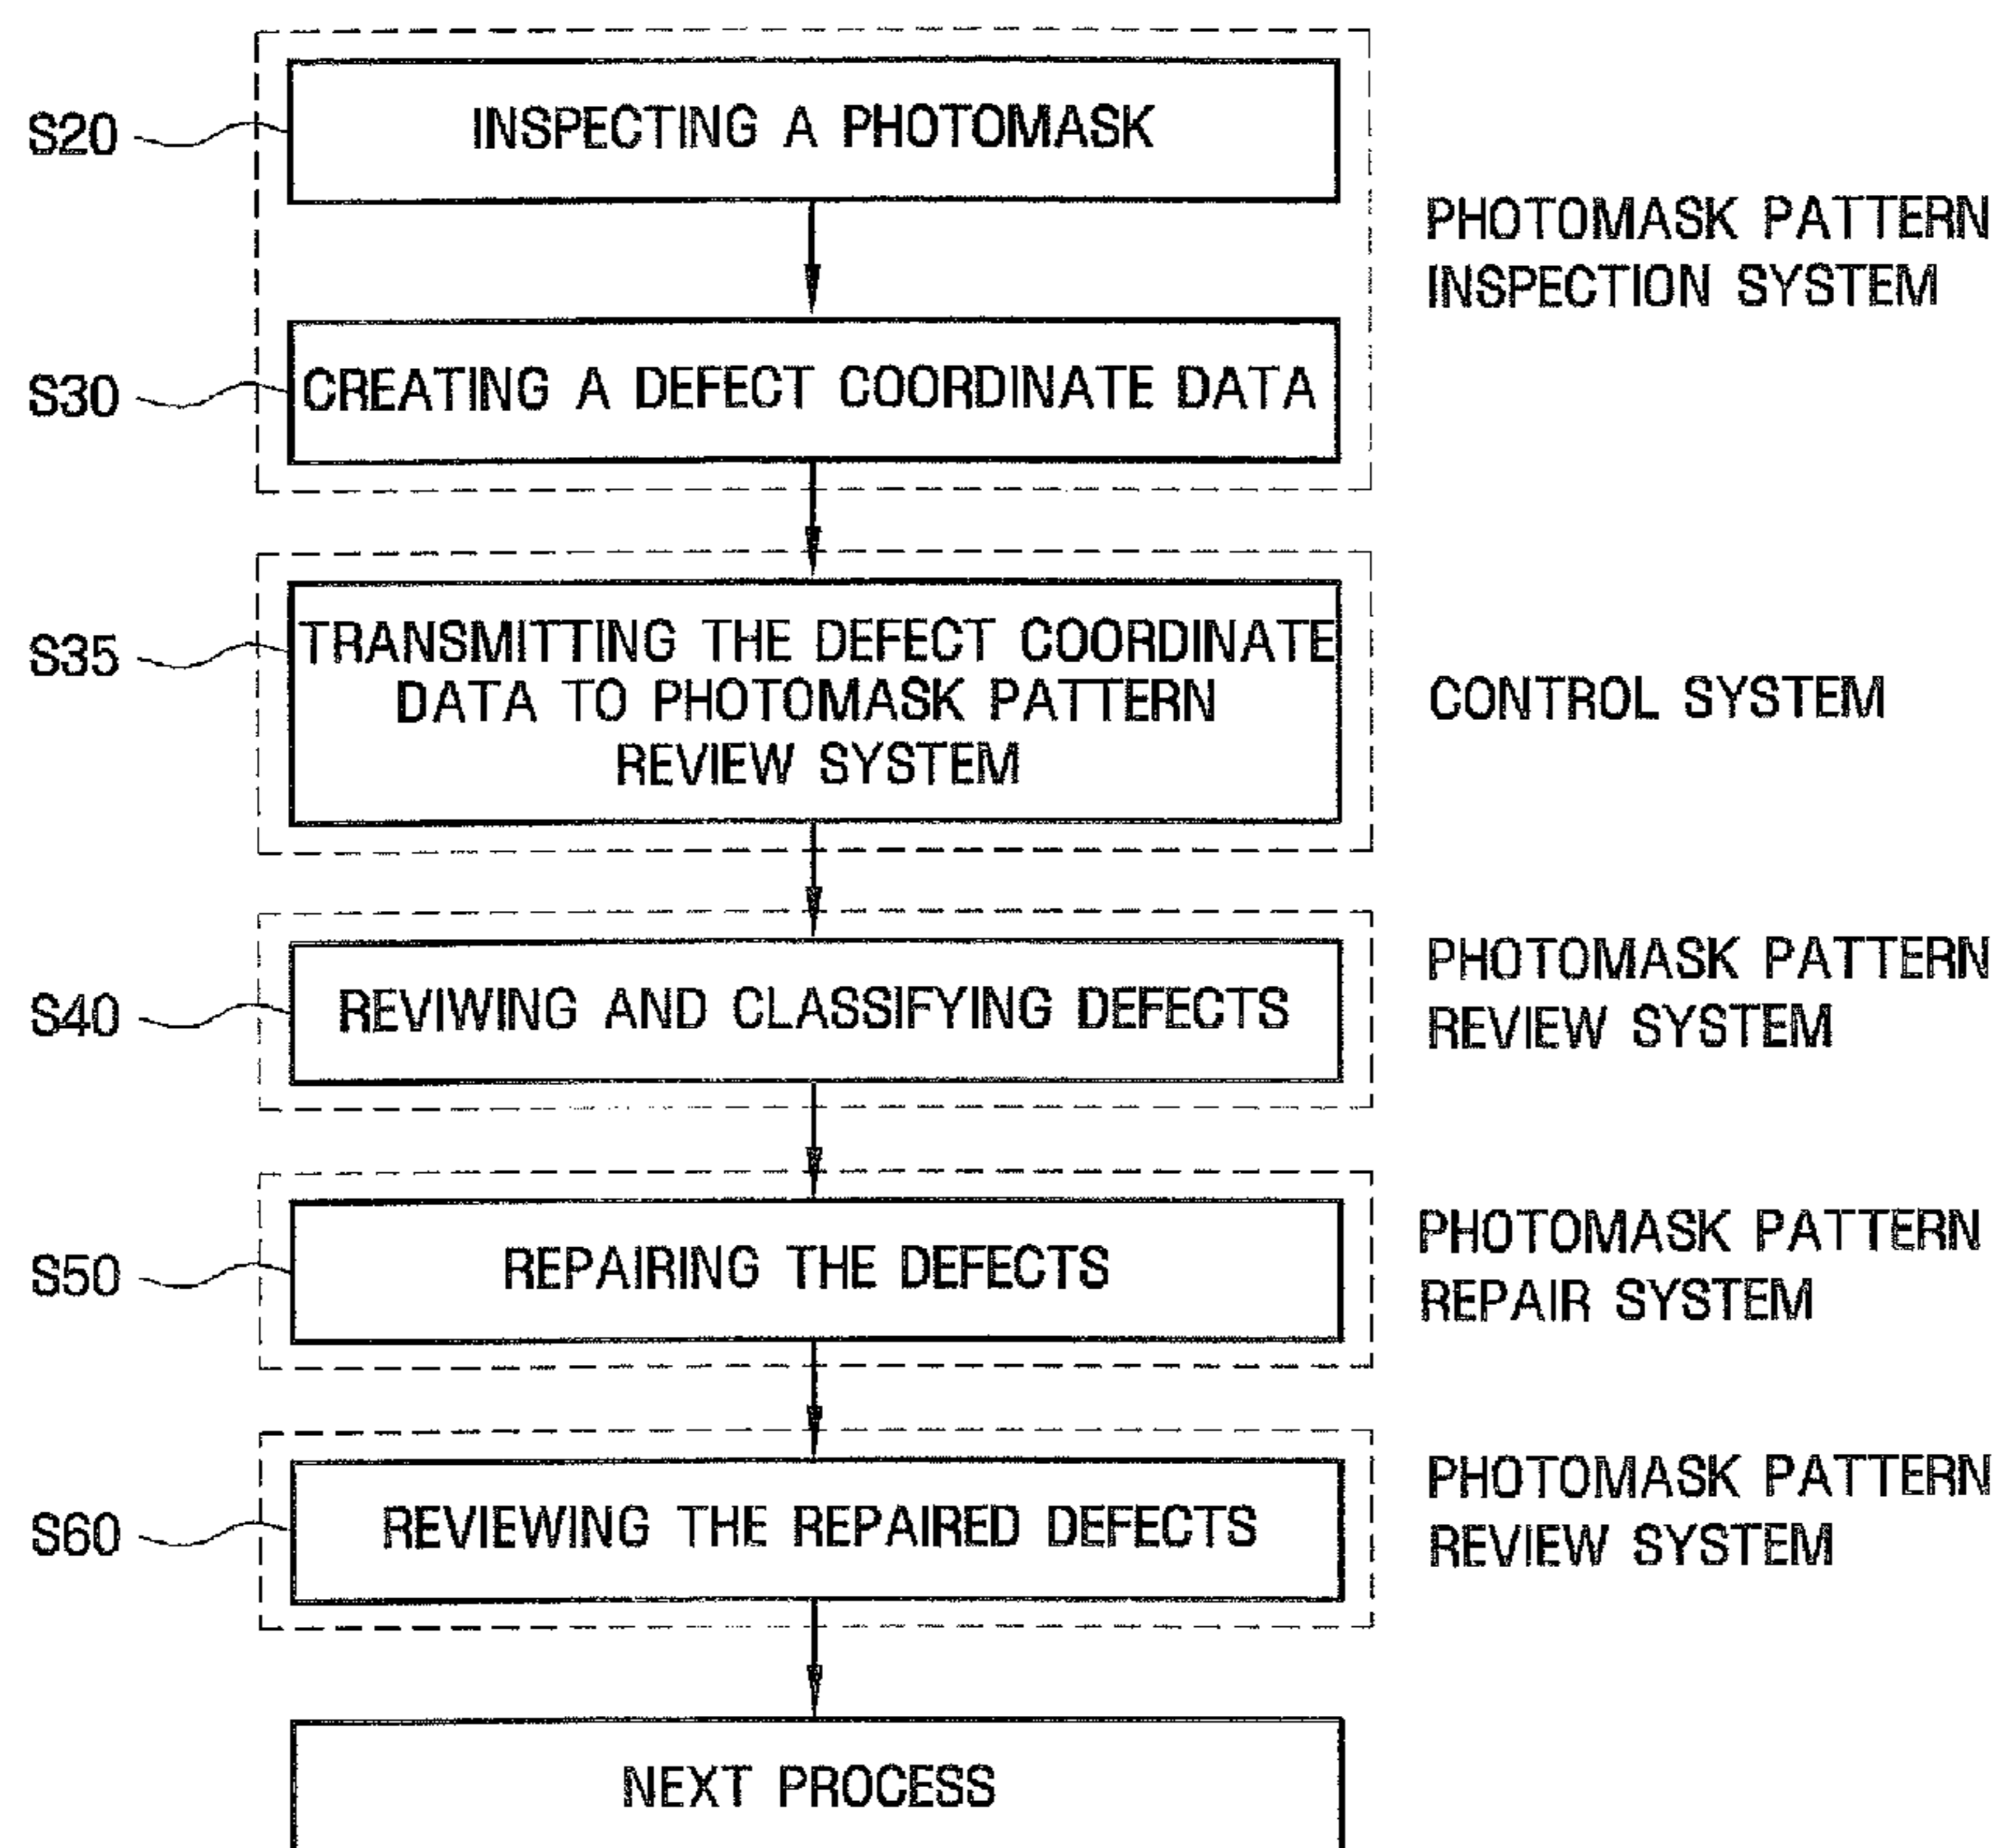 S20
INSPECTING A PHOTOMASK
PHOTOMASK PATTERN
INSPECTION SYSTEM
S30
CREATING A DEFECT COORDINATE DATA
S35
TRANSMITTING THE DEFECT COORDINATE
DATA TO PHOTOMASK PATTERN
REVIEW SYSTEM
CONTROL SYSTEM
S40
REVIWING AND CLASSIFYING DEFECTS
PHOTOMASK PATTERN
REVIEW SYSTEM
S50
REPAIRING THE DEFECTS
PHOTOMASK PATTERN
REPAIR SYSTEM
S60
REVIEWING THE REPAIRED DEFECTS
PHOTOMASK PATTERN
REVIEW SYSTEM
NEXT PROCESS